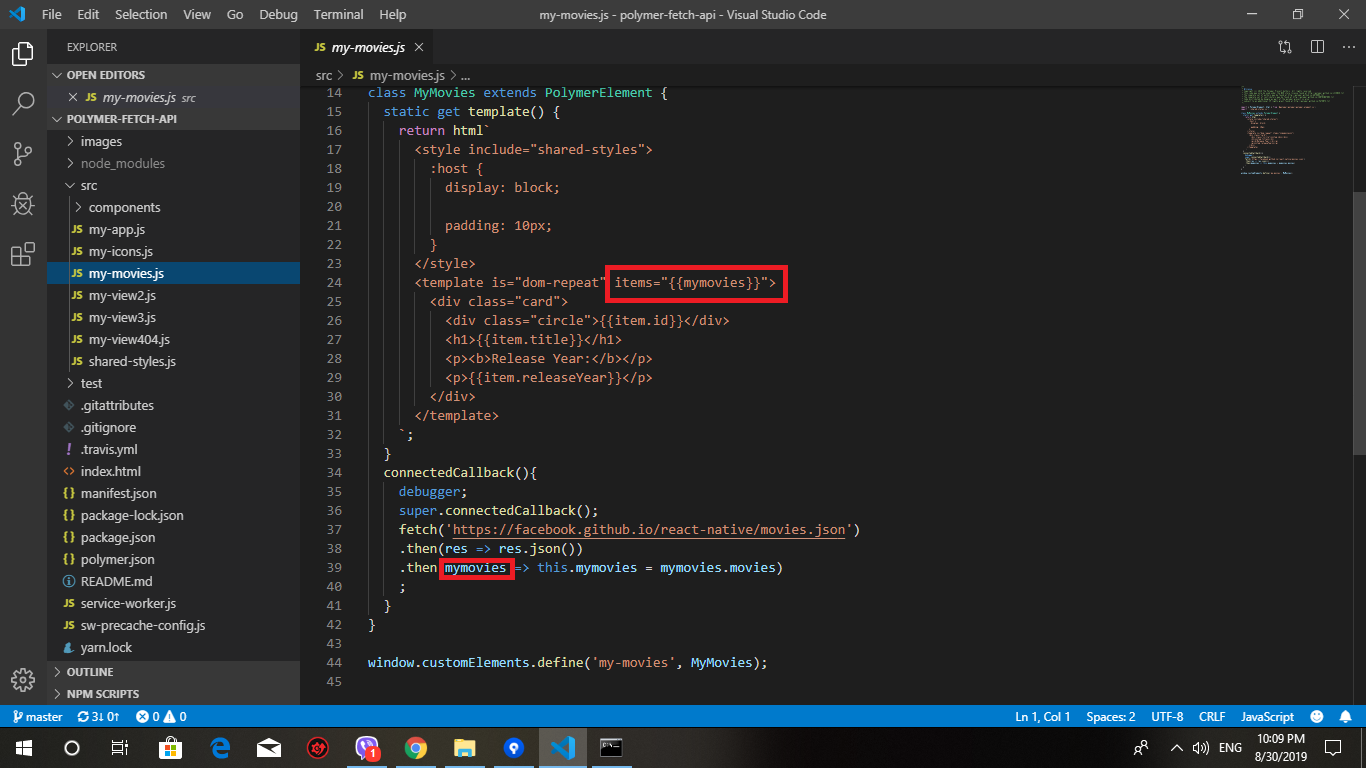 File Edit Selection View Go Debug Terminal Help my-movies.js - polymer-fetch-api - Visual Studio Code
EXPLORER
OPEN EDITORS
JS my-movies.js src
POLYMER-FETCH-API
images
node_modules
src
components
JS my-app.js
JS my-icons.js
JS my-movies.js
JS my-view2.js
JS my-view3.js
JS my-view404.js
JS shared-styles.js
test
.gitattributes
.gitignore
! .travis.yml
<> index.html
{} manifest.json
{} package-lock.json
{} package.json
{} polymer.json
README.md
JS service-worker.js
JS sw-precache-config.js
yarn.lock
OUTLINE
NPM SCRIPTS
JS my-movies.js
src > JS my-movies.js > ...
14 class MyMovies extends PolymerElement {
15 static get template() {
16 return html`
17 <style include="shared-styles">
18 :host {
19 display: block;
20
21 padding: 10px;
22 }
23 </style>
24 <template is="dom-repeat" items="{{mymovies}}">
25 <div class="card">
26 <div class="circle">{{item.id}}</div>
27 <h1>{{item.title}}</h1>
28 <p><b>Release Year:</b></p>
29 <p>{{item.releaseYear}}</p>
30 </div>
31 </template>
32 `;
33 }
34 connectedCallback(){
35 debugger;
36 super.connectedCallback();
37 fetch('https://facebook.github.io/react-native/movies.json')
38 .then(res => res.json())
39 .then mymovies => this.mymovies = mymovies.movies)
40 ;
41 }
42 }
43
44 window.customElements.define('my-movies', MyMovies);
45
master 3↓ 0↑ 0 0 Ln 1, Col 1 Spaces: 2 UTF-8 CRLF JavaScript
1 ENG 10:09 PM
8/30/2019